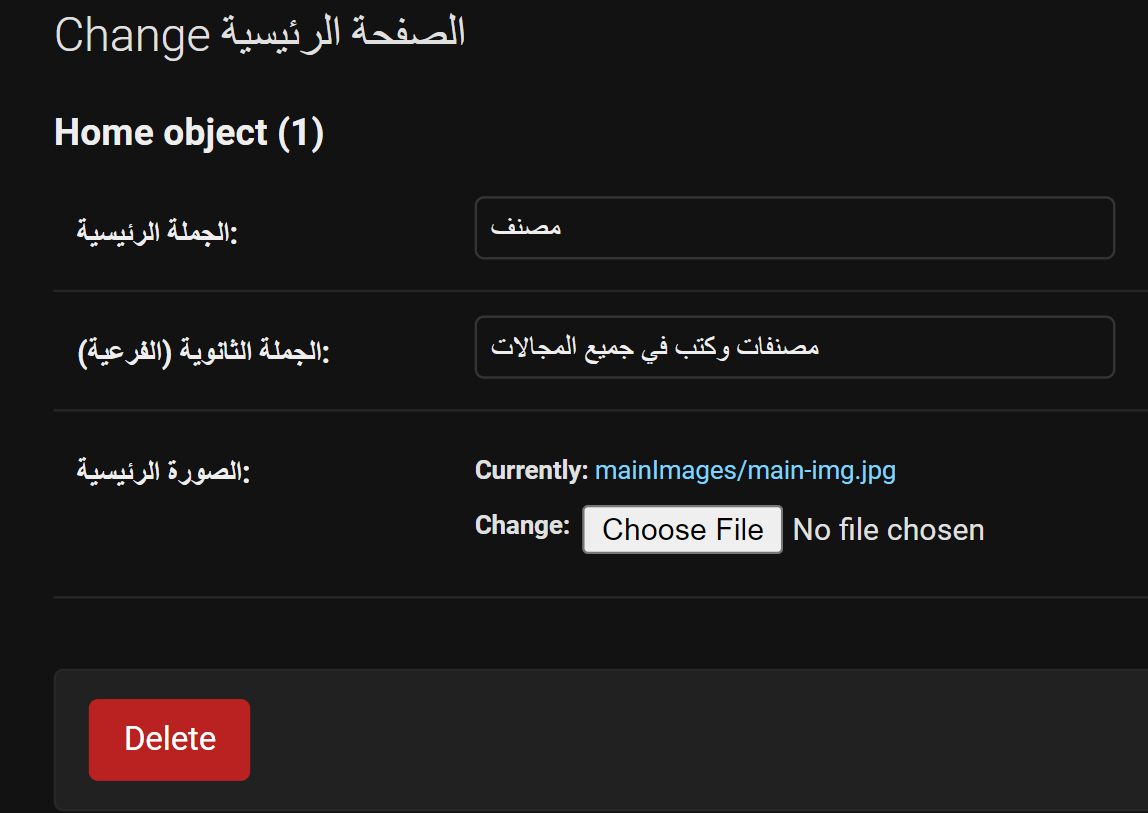 Change الصفحة الرئيسية
Home object (1)
الجملة الرئيسية:
مصنف
الجملة الثانوية (الفرعية):
مصنفات وكتب في جميع المجالات
الصورة الرئيسية:
Currently: mainImages/main-img.jpg
Change: Choose File No file chosen
Delete